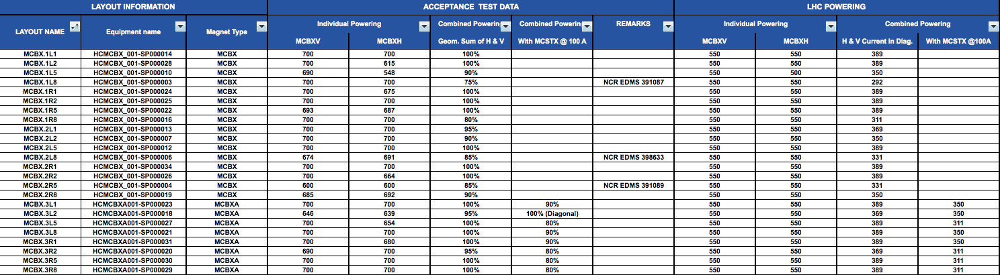 LAYOUT INFORMATION ACCEPTANCE TEST DATA LHC POWERING
Individual Powering Combined Powerin Combined Powerin REMARKS Individual Powering Combined Powering
LAYOUT NAME Equipment name Magnet Type
MCBXV MCBXH Geom. Sum of H & V With MCSTX @ 100 A MCBXV MCBXH H & V Current in Diag. With MCSTX @100A
MCBX.1L1 HCMCBX_001-SP000014 MCBX 700 700 100% 550 550 389
MCBX.1L2 HCMCBX_001-SP000028 MCBX 700 615 100% 550 550 389
MCBX.1L5 HCMCBX_001-SP000010 MCBX 690 548 90% 550 500 350
MCBX.1L8 HCMCBX_001-SP000003 MCBX 700 700 75% NCR EDMS 391087 550 550 292
MCBX.1R1 HCMCBX_001-SP000024 MCBX 700 675 100% 550 550 389
MCBX.1R2 HCMCBX_001-SP000025 MCBX 700 700 100% 550 550 389
MCBX.1R5 HCMCBX_001-SP000022 MCBX 693 687 100% 550 550 389
MCBX.1R8 HCMCBX_001-SP000016 MCBX 700 700 80% 550 550 311
MCBX.2L1 HCMCBX_001-SP000013 MCBX 700 700 95% 550 550 369
MCBX.2L2 HCMCBX_001-SP000007 MCBX 700 700 90% 550 550 350
MCBX.2L5 HCMCBX_001-SP000012 MCBX 700 700 100% 550 550 389
MCBX.2L8 HCMCBX_001-SP000006 MCBX 674 691 85% NCR EDMS 398633 550 550 331
MCBX.2R1 HCMCBX_001-SP000034 MCBX 700 700 100% 550 550 389
MCBX.2R2 HCMCBX_001-SP000026 MCBX 700 664 100% 550 550 389
MCBX.2R5 HCMCBX_001-SP000004 MCBX 600 600 85% NCR EDMS 391089 550 550 331
MCBX.2R8 HCMCBX_001-SP000019 MCBX 685 692 90% 550 550 350
MCBX.3L1 HCMCBXA001-SP000023 MCBXA 700 700 100% 90% 550 550 389 350
MCBX.3L2 HCMCBXA001-SP000018 MCBXA 646 639 95% 100% (Diagonal) 550 550 369 350
MCBX.3L5 HCMCBXA001-SP000027 MCBXA 700 654 100% 80% 550 550 389 311
MCBX.3L8 HCMCBXA001-SP000021 MCBXA 700 700 100% 90% 550 550 389 350
MCBX.3R1 HCMCBXA001-SP000031 MCBXA 700 680 100% 90% 550 550 389 350
MCBX.3R2 HCMCBXA001-SP000020 MCBXA 690 700 95% 80% 550 550 369 311
MCBX.3R5 HCMCBXA001-SP000030 MCBXA 700 700 100% 80% 550 550 389 311
MCBX.3R8 HCMCBXA001-SP000029 MCBXA 700 700 100% 80% 550 550 389 311